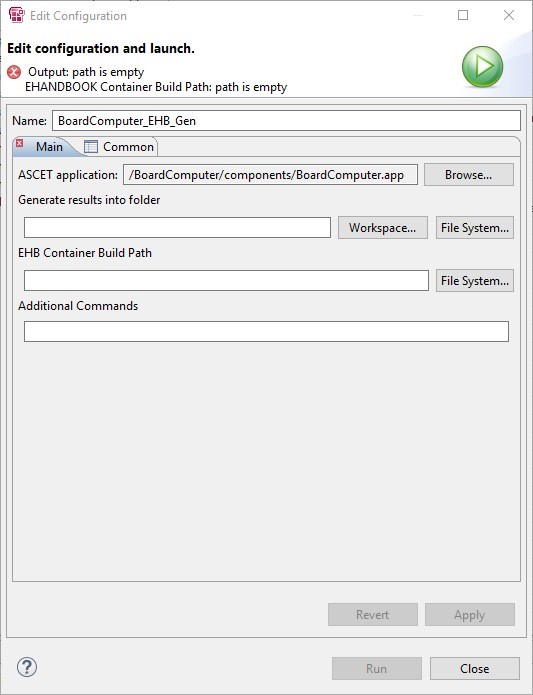 Edit Configuration
Edit configuration and launch.
Output: path is empty
EHANDBOOK Container Build Path: path is empty
Name: BoardComputer_EHB_Gen
Main Common
ASCET application: /BoardComputer/components/BoardComputer.app Browse...
Generate results into folder
Workspace... File System...
EHB Container Build Path
File System...
Additional Commands
Revert Apply
? Run Close